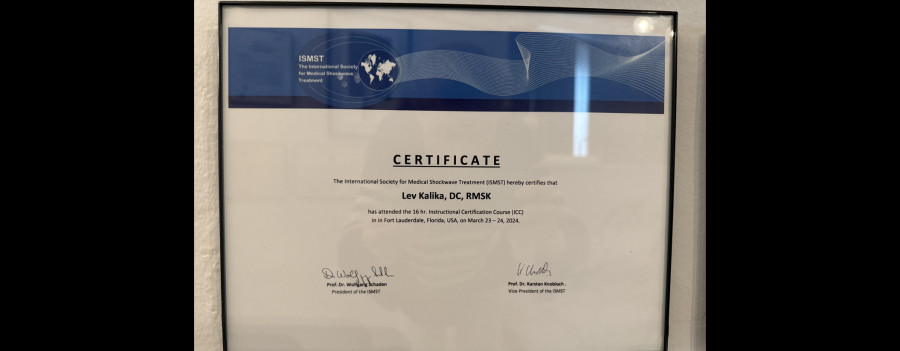 ISMST
The International Society
for Medical Shockwave
Treatment
CERTIFICATE
The International Society for Medical Shockwave Treatment (ISMST) hereby certifies that
Lev Kalika, DC, RMSK
has attended the 16 hr. Instructional Certification Course (ICC)
in in Fort Lauderdale, Florida, USA, on March 23 – 24, 2024.
Prof. Dr. Wolfgang Schaden
President of the ISMST
Prof. Dr. Karsten Knobloch .
Vice President of the ISMST